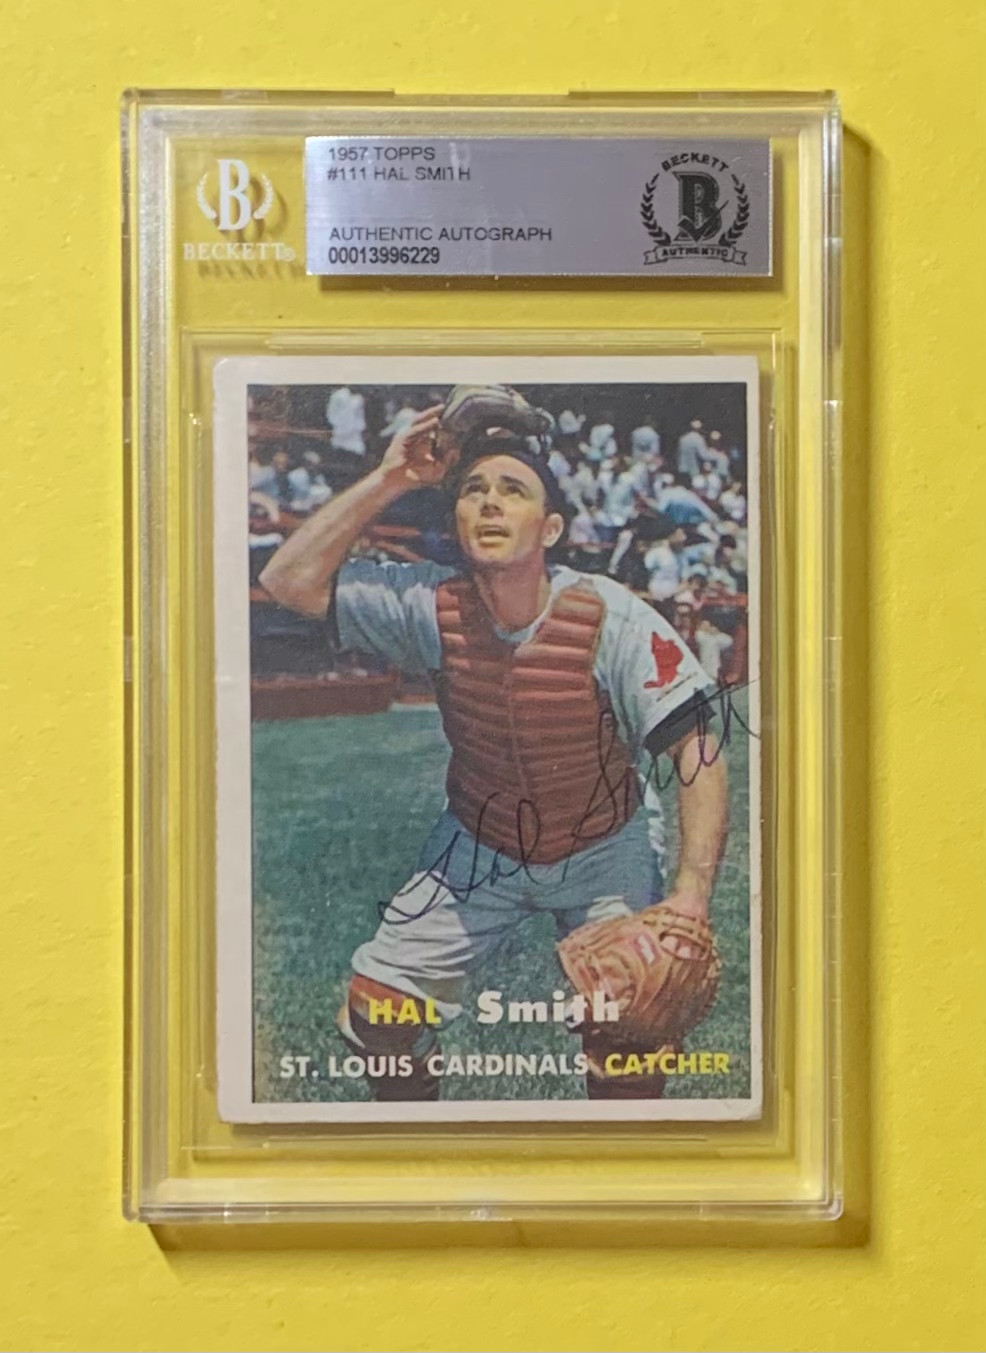 1957 TOPPS
#111 HAL SMITH
AUTHENTIC AUTOGRAPH
00013996229
B
BECKETT®
BECKETT
B
AUTHENTIC
Hal Smith
HAL Smith
ST. LOUIS CARDINALS CATCHER